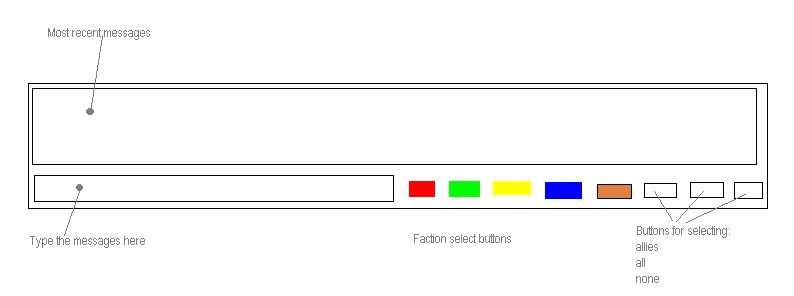 Most recent messages
Type the messages here
Faction select buttons
Buttons for selecting:
allies
all
none